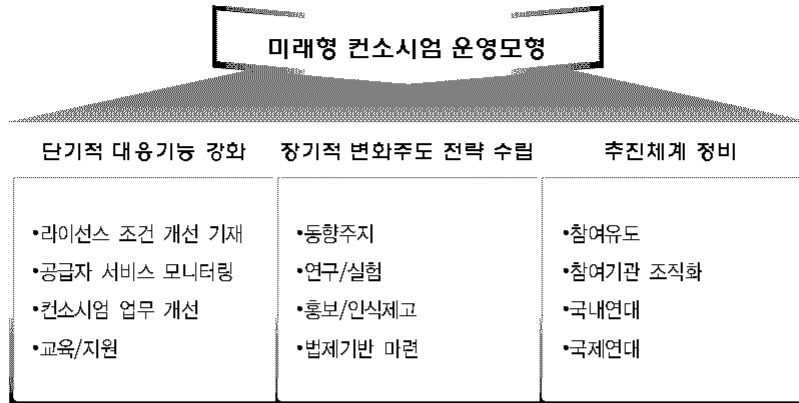 미래형 컨소시엄 운영모형
단기적 대응기능 강화
장기적 변화주도 전략 수립
추진체계 정비
•라이선스 조건 개선 기재
•공급자 서비스 모니터링
•컨소시엄 업무 개선
•교육/지원
•동향주지
•연구/실험
•홍보/인식제고
•법제기반 마련
•참여유도
•참여기관 조직화
•국내연대
•국제연대